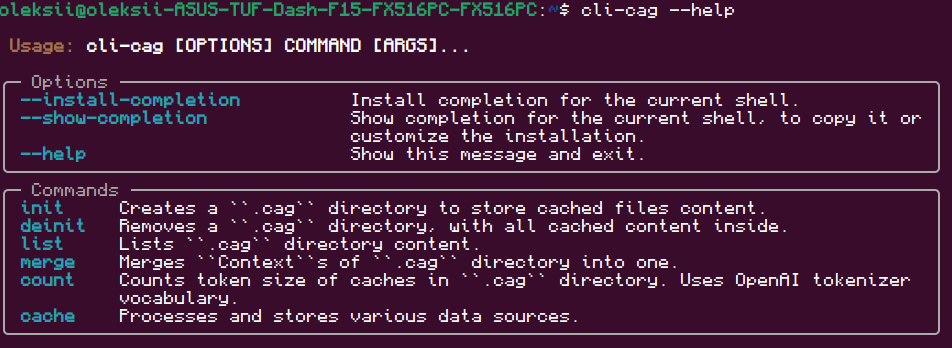 oleksii@oleksii-ASUS-TUF-Dash-F15-FX516PC-FX516PC:~$ cli-cag --help
Usage: cli-cag [OPTIONS] COMMAND [ARGS]...
Options
--install-completion Install completion for the current shell.
--show-completion Show completion for the current shell, to copy it or
customize the installation.
--help Show this message and exit.
Commands
init Creates a ``.cag`` directory to store cached files content.
deinit Removes a ``.cag`` directory, with all cached content inside.
list Lists ``.cag`` directory content.
merge Merges ``Context``s of ``.cag`` directory into one.
count Counts token size of caches in ``.cag`` directory. Uses OpenAI tokenizer
vocabulary.
cache Processes and stores various data sources.